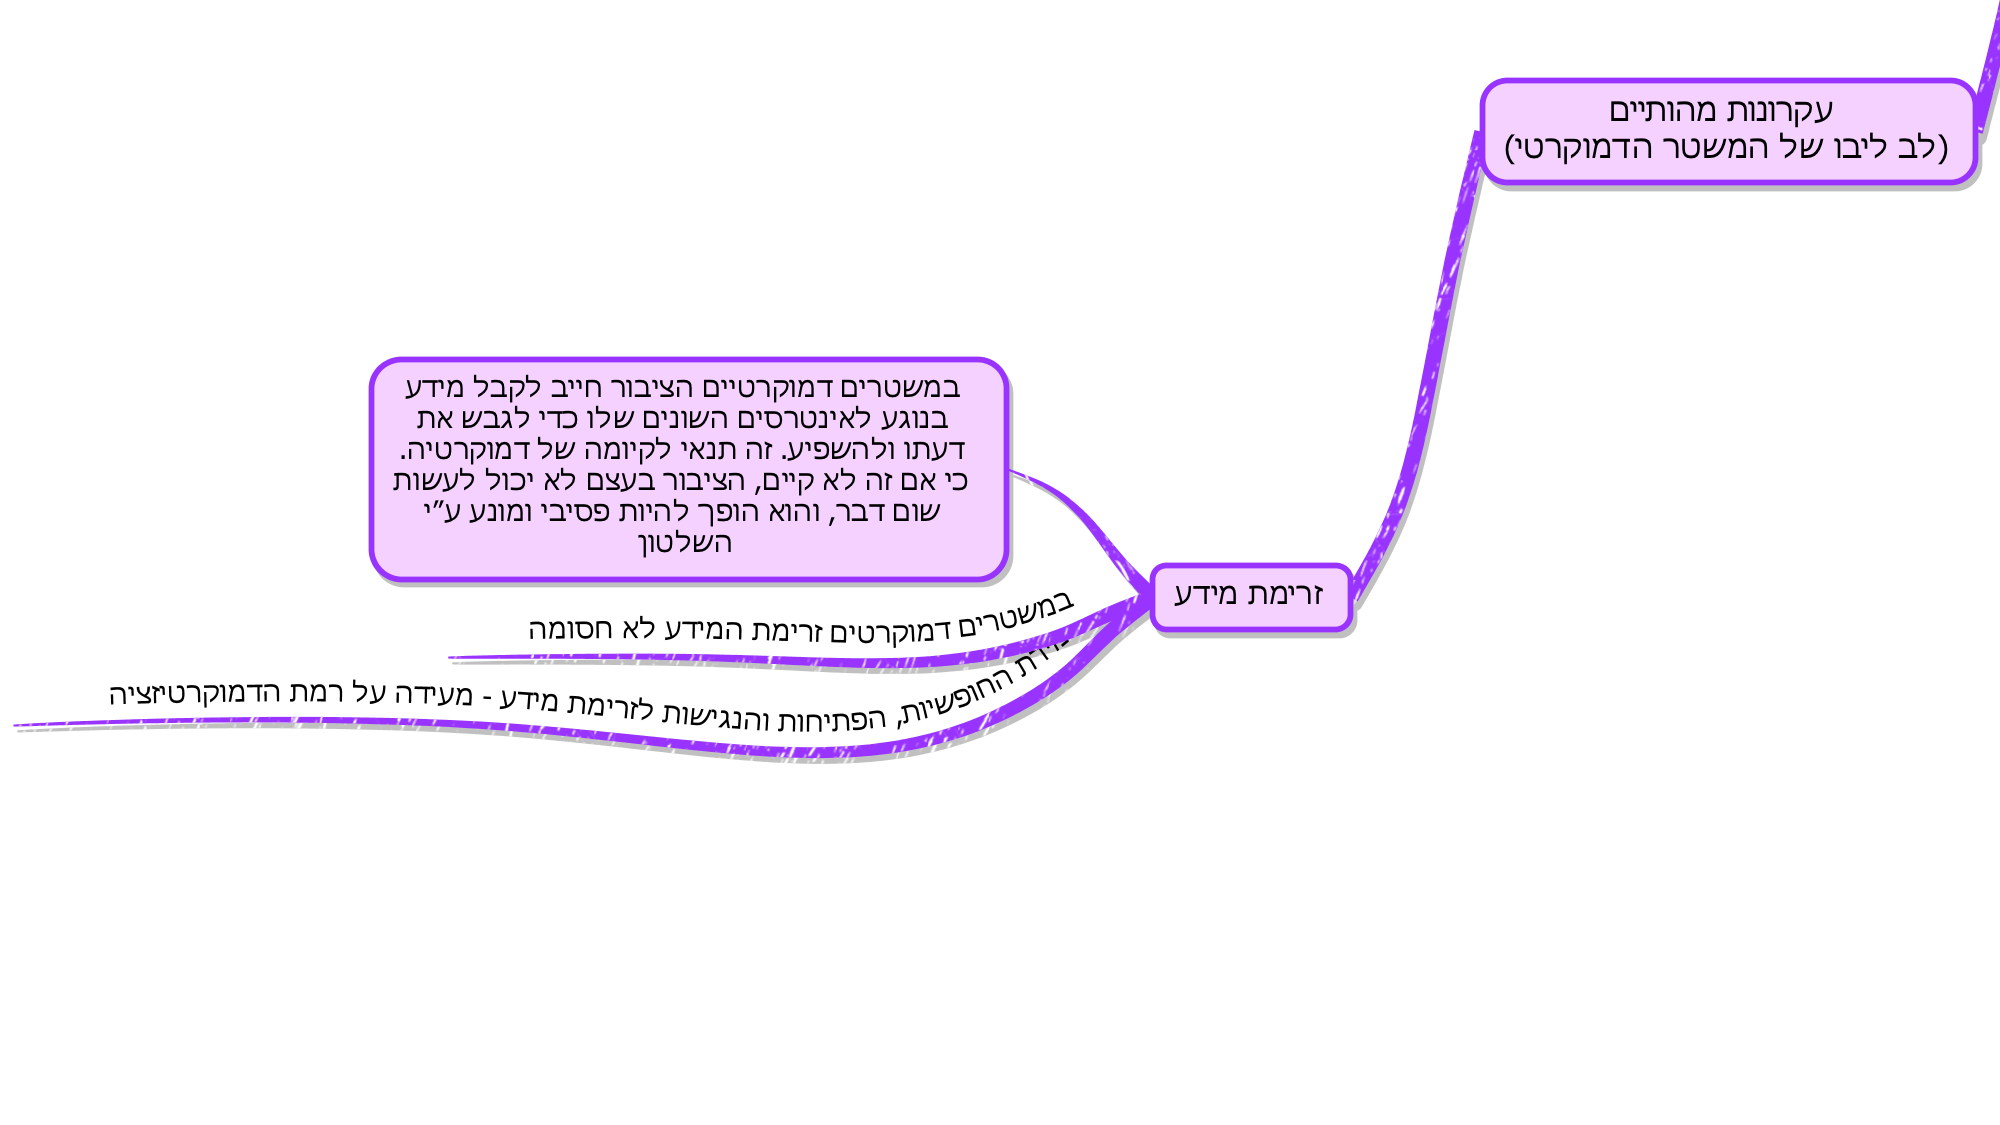 עקרונות מהותיים
(לב ליבו של המשטר הדמוקרטי)
זרימת מידע
במשטרים דמוקרטיים הציבור חייב לקבל מידע
בנוגע לאינטרסים השונים שלו כדי לגבש את
דעתו ולהשפיע. זה תנאי לקיומה של דמוקרטיה.
כי אם זה לא קיים, הציבור בעצם לא יכול לעשות
שום דבר, והוא הופך להיות פסיבי ומונע ע"י
השלטון
במשטרים דמוקרטים זרימת המידע לא חסומה
החופשיות, הפתיחות והנגישות לזרימת מידע - מעידה על רמת הדמוקרטיזציה